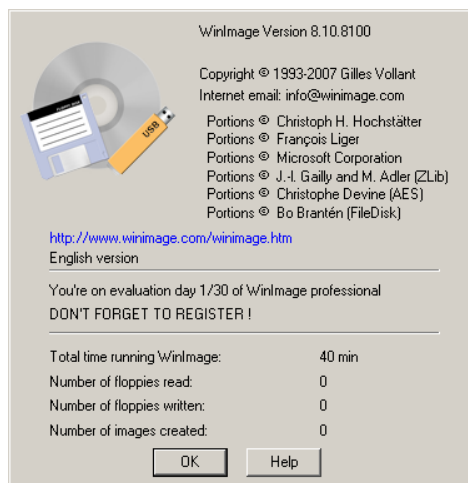 WinImage Version 8.10.8100
Copyright © 1993-2007 Gilles Vollant
Internet email: info@winimage.com
Portions © Christoph H. Hochstätter
Portions © François Liger
Portions © Microsoft Corporation
Portions © J.-l. Gailly and M. Adler (ZLib)
Portions © Christophe Devine (AES)
Portions © Bo Brantén (FileDisk)
USB
http://www.winimage.com/winimage.htm
English version
You're on evaluation day 1/30 of WinImage professional
DON'T FORGET TO REGISTER !
Total time running WinImage: 40 min
Number of floppies read: 0
Number of floppies written: 0
Number of images created: 0
OK Help